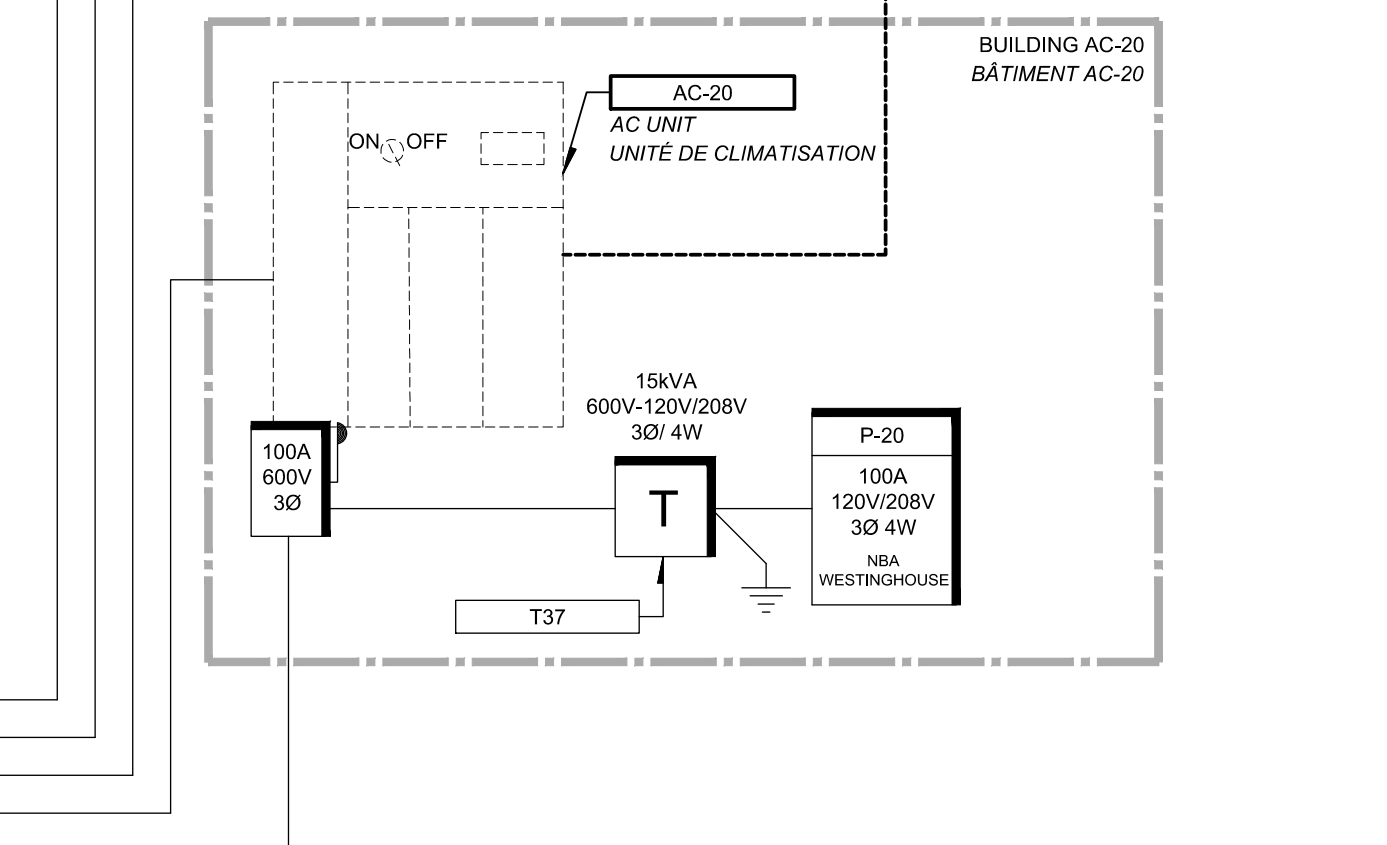 BUILDING AC-20
BÂTIMENT AC-20
AC-20
AC UNIT
UNITÉ DE CLIMATISATION
ON OFF
15kVA
600V-120V/208V
3Ø/ 4W
100A
600V
3Ø
T
P-20
100A
120V/208V
3Ø 4W
NBA
WESTINGHOUSE
T37